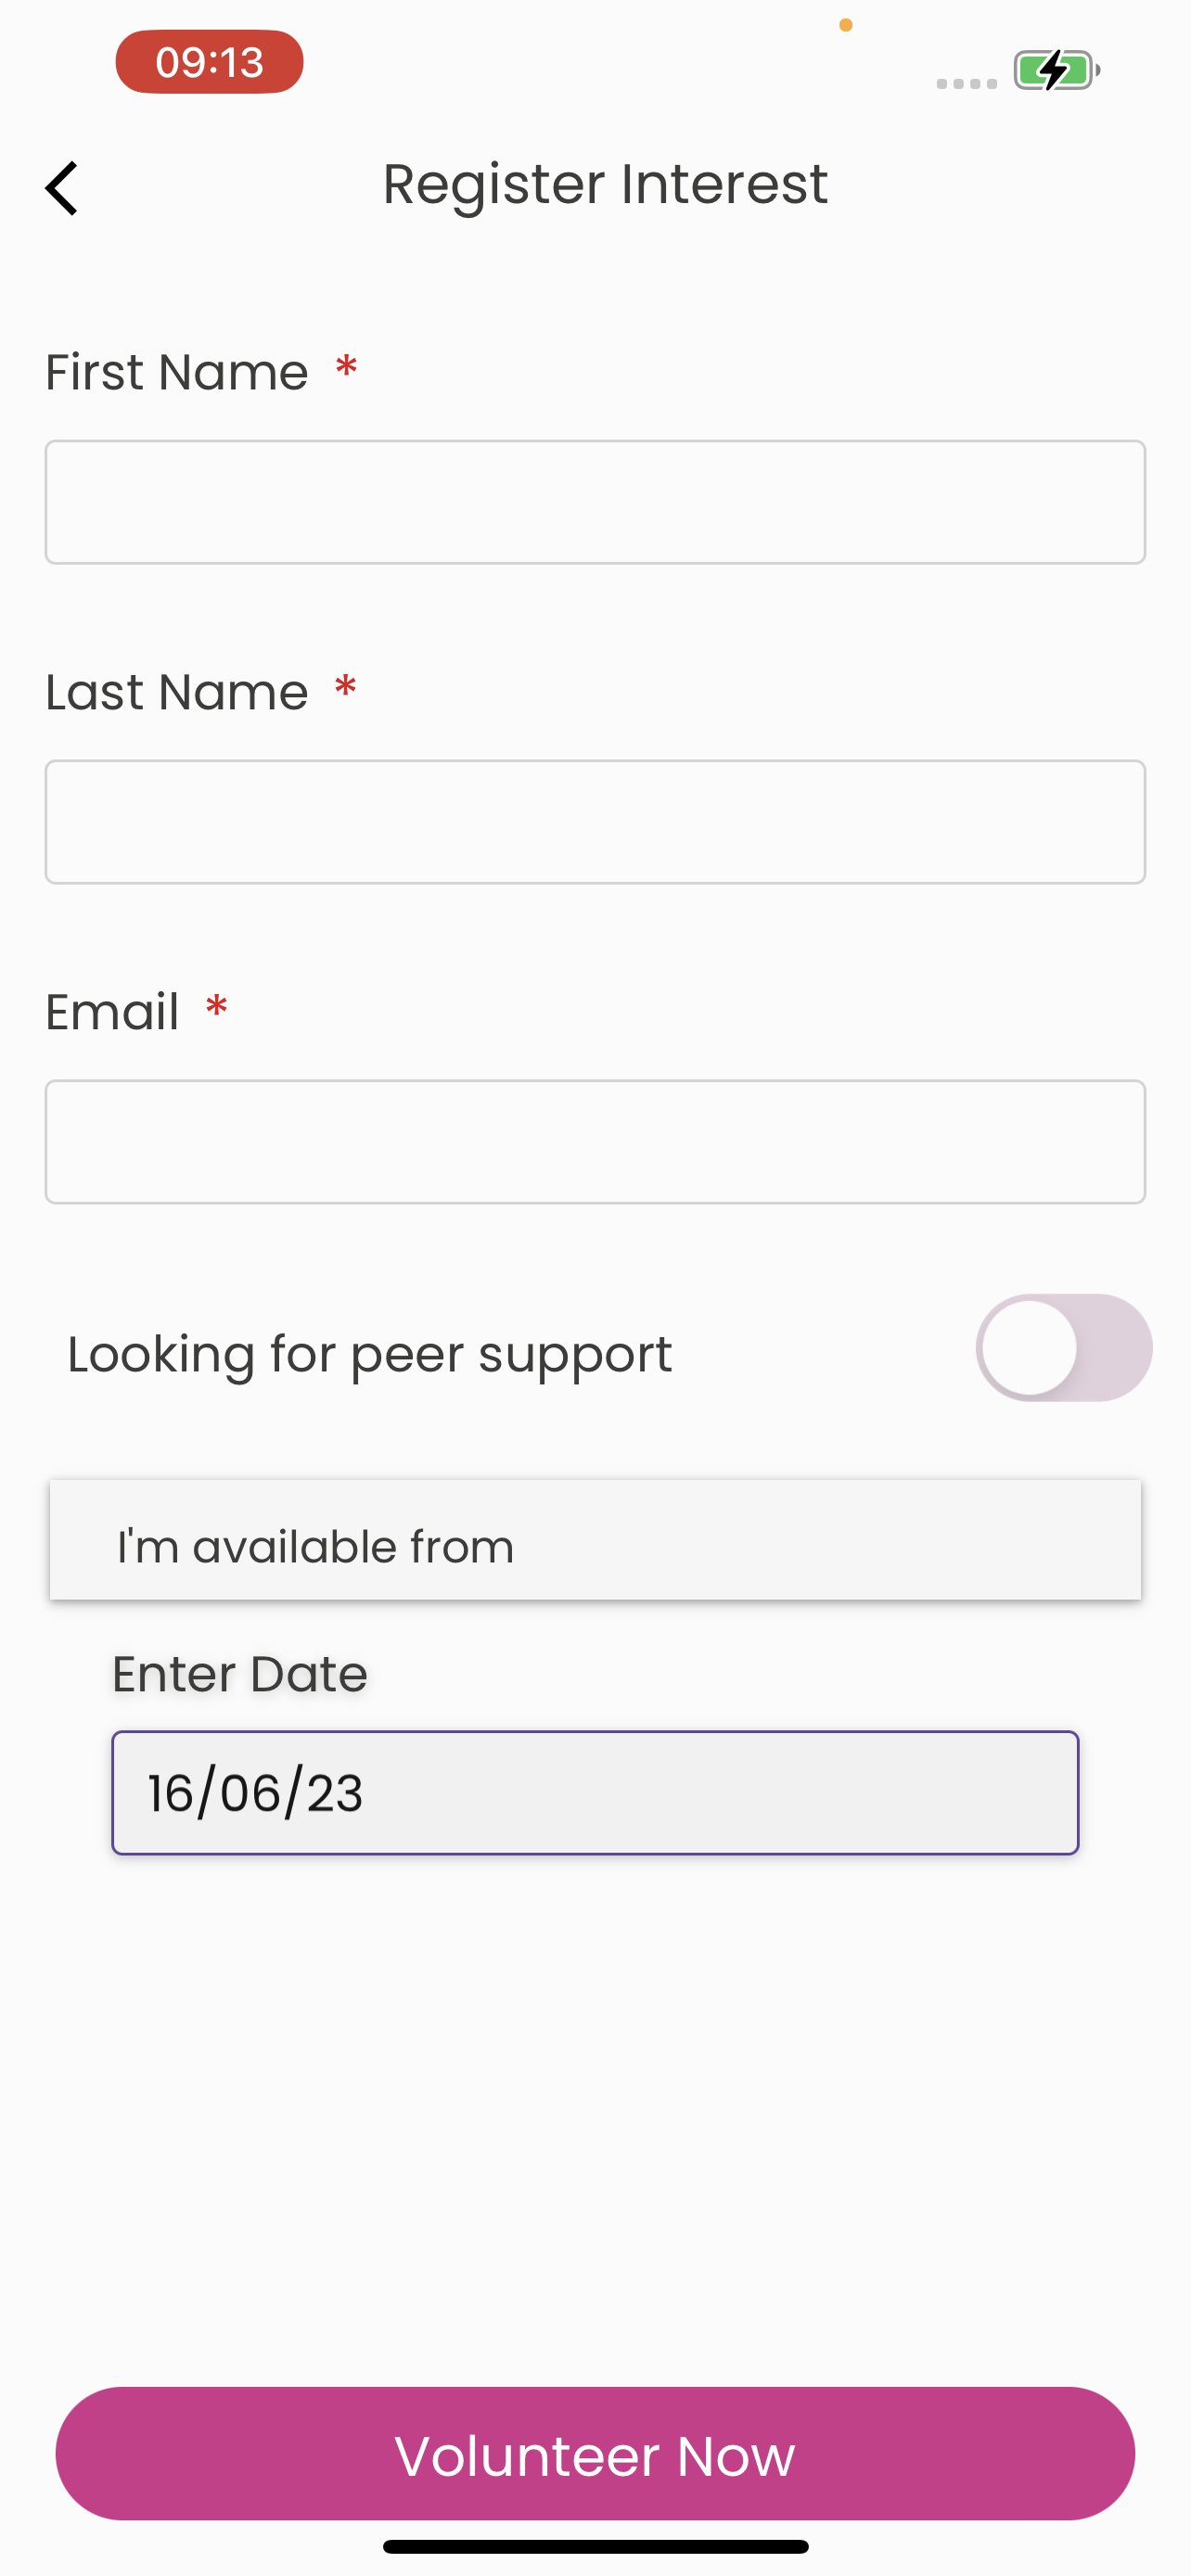 09:13
Register Interest
First Name *
Last Name *
Email *
Looking for peer support
I'm available from
Enter Date
16/06/23
Volunteer Now